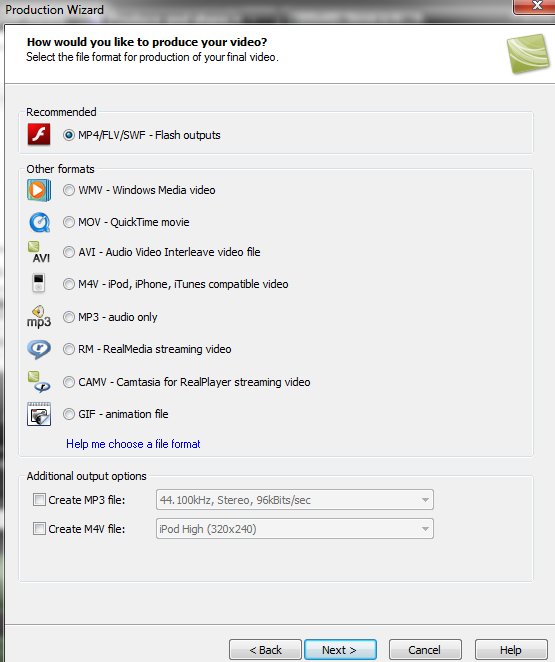 Production Wizard
How would you like to produce your video?
Select the file format for production of your final video.
Recommended
MP4/FLV/SWF - Flash outputs
Other formats
WMV - Windows Media video
MOV - QuickTime movie
AVI
AVI - Audio Video Interleave video file
M4V - iPod, iPhone, iTunes compatible video
mp3
MP3 - audio only
RM - RealMedia streaming video
CAMV - Camtasia for RealPlayer streaming video
GIF - animation file
Help me choose a file format
Additional output options
Create MP3 file: 44.100kHz, Stereo, 96kBits/sec
Create M4V file: iPod High (320x240)
< Back Next > Cancel Help